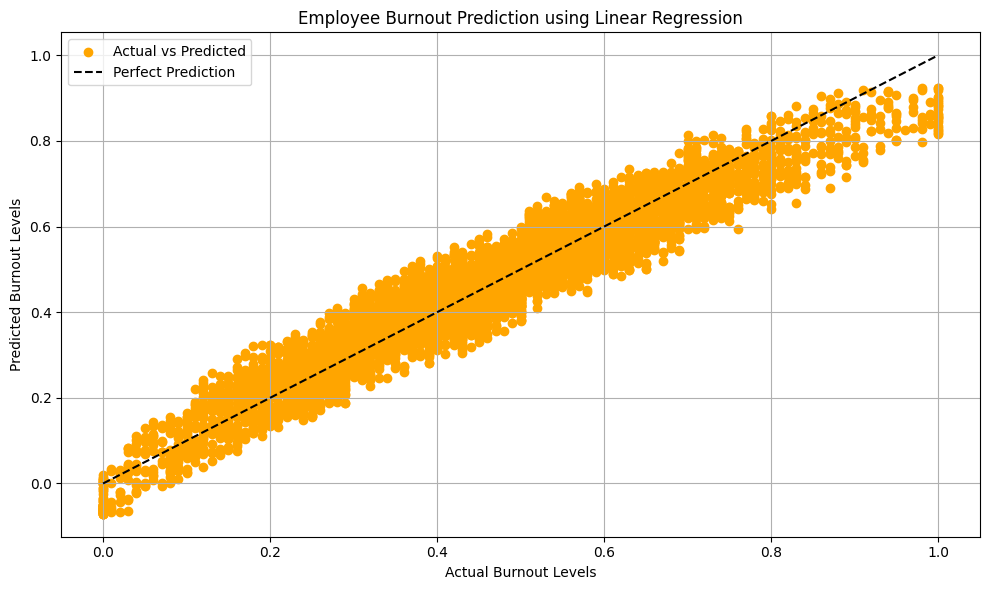 Employee Burnout Prediction using Linear Regression
Actual vs Predicted
Perfect Prediction
Predicted Burnout Levels
1.0
0.8
0.6
0.4
0.2
0.0
0.0 0.2 0.4 0.6 0.8 1.0
Actual Burnout Levels